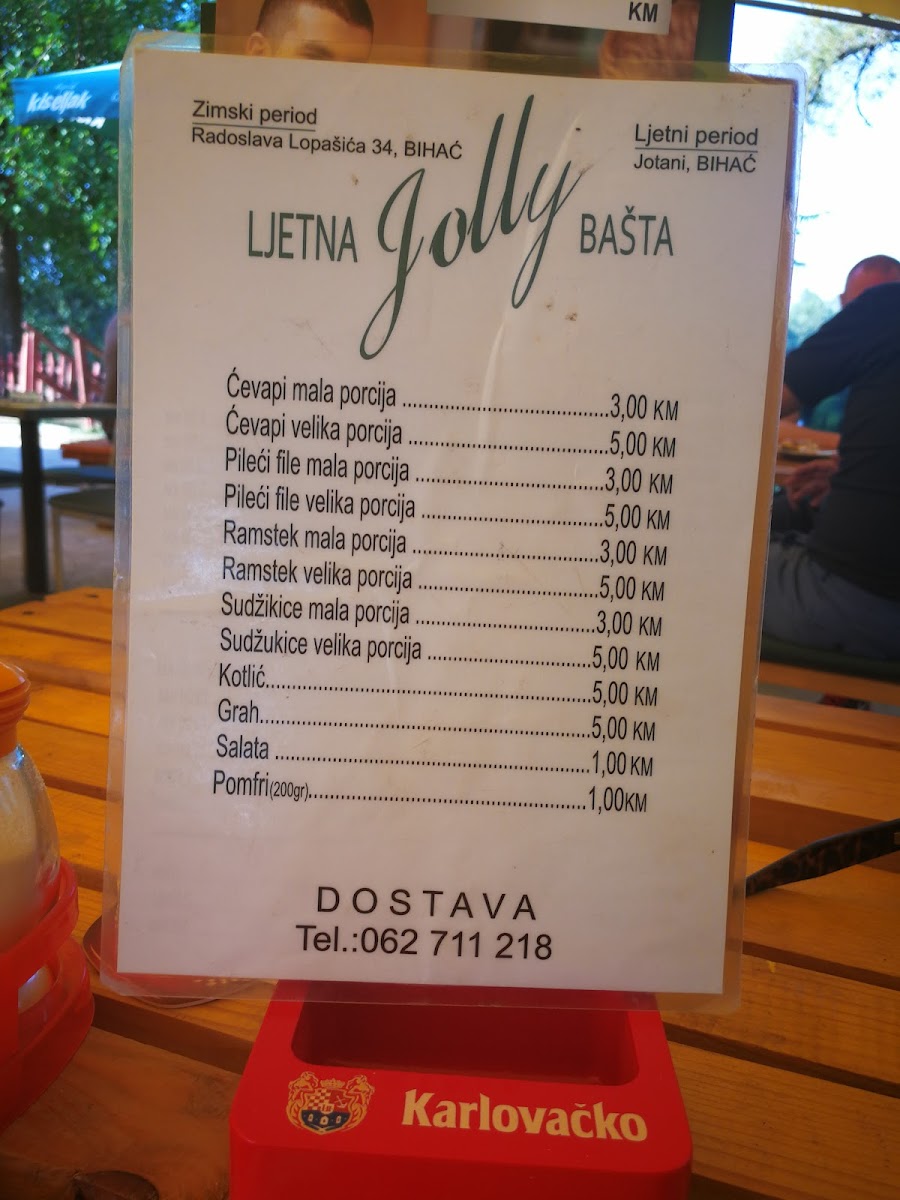 KM
kiseljak
Zimski period
Radoslava Lopašića 34, BIHAĆ
Ljetni period
Jotani, BIHAĆ
LJETNA Jolly BAŠTA
Ćevapi mala porcija .......................................3,00 KM
Ćevapi velika porcija ......................................5,00 KM
Pileći file mala porcija ....................................3,00 KM
Pileći file velika porcija ...................................5,00 KM
Ramstek mala porcija ...................................3,00 KM
Ramstek velika porcija ..................................5,00 KM
Sudžikice mala porcija ..................................3,00 KM
Sudžukice velika porcija ...............................5,00 KM
Kotlić..............................................................5,00 KM
Grah...............................................................5,00 KM
Salata ............................................................1,00 KM
Pomfri(200gr).....................................................1,00KM
DOSTAVA
Tel.:062 711 218
Karlovačko